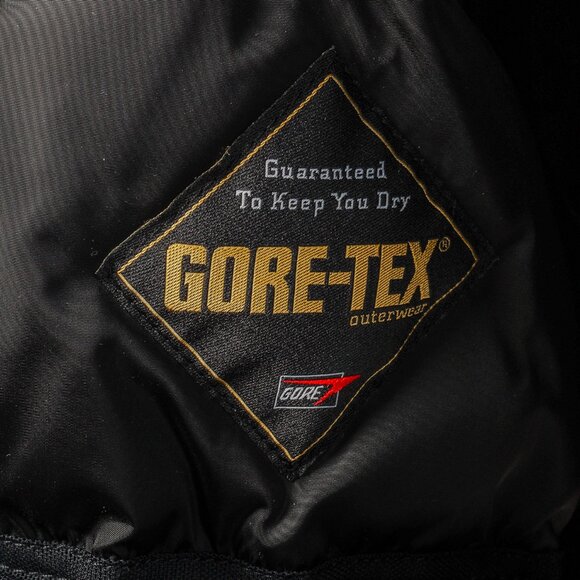 Guaranteed
To Keep You Dry
GORE-TEX®
outerwear
GORE